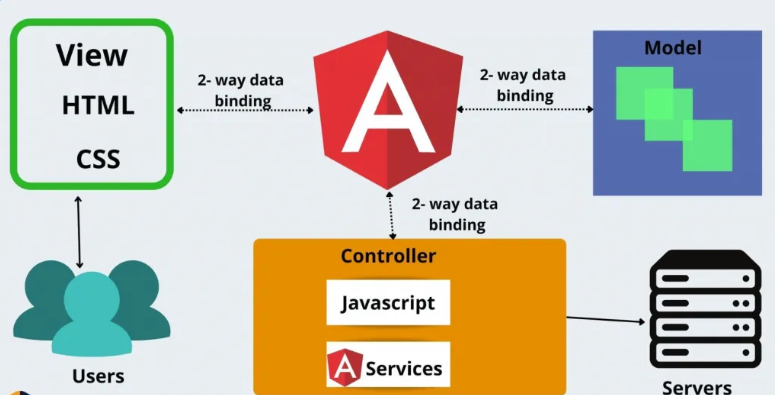 View
HTML
CSS
2- way data
binding
A
2- way data
binding
Model
2- way data
binding
Users
Controller
Javascript
A
Services
Servers